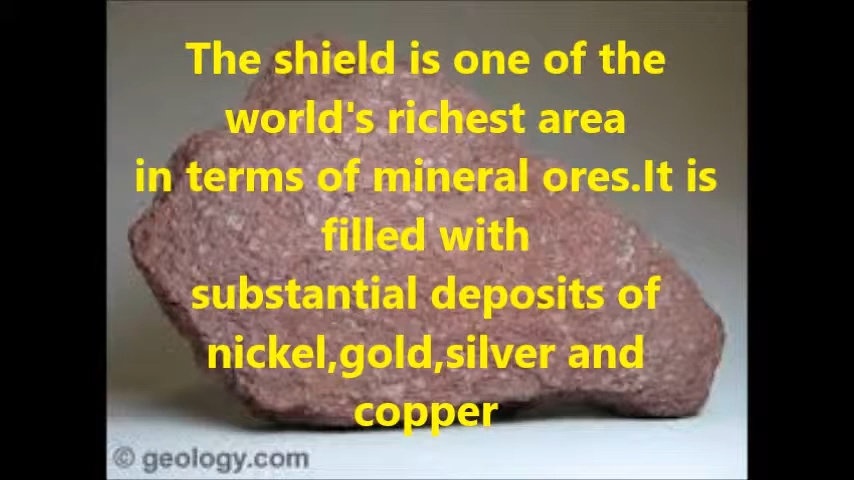 The shield is one of the
world's richest area
in terms of mineral ores.It is
filled with
substantial deposits of
nickel,gold,silver and
copper
© geology.com